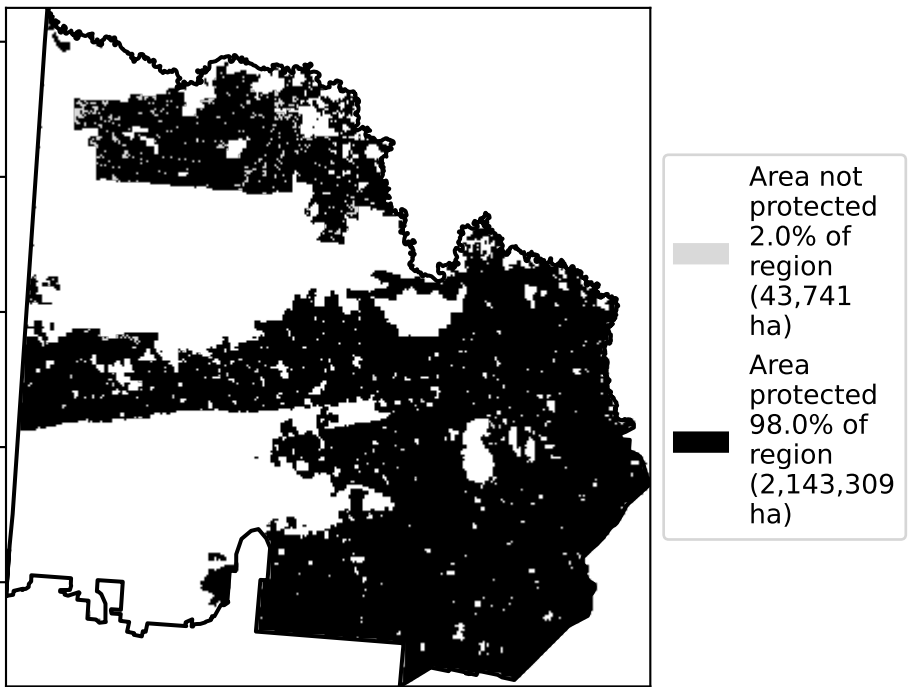 Area not
protected
2.0% of
region
(43,741
ha)
Area
protected
98.0% of
region
(2,143,309
ha)